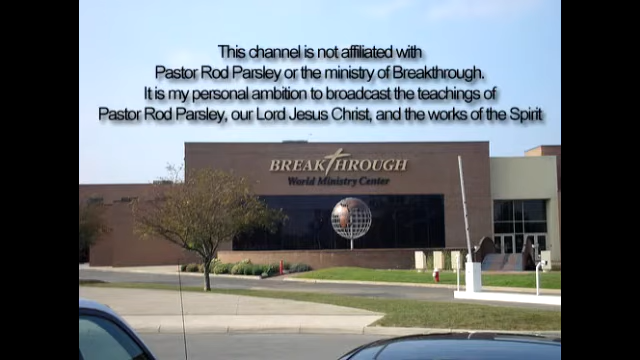 This channel is not affiliated with
Pastor Rod Parsley or the ministry of Breakthrough.
It is my personal ambition to broadcast the teachings of
Pastor Rod Parsley, our Lord Jesus Christ, and the works of the Spirit
BREAKTHROUGH
World Ministry Center